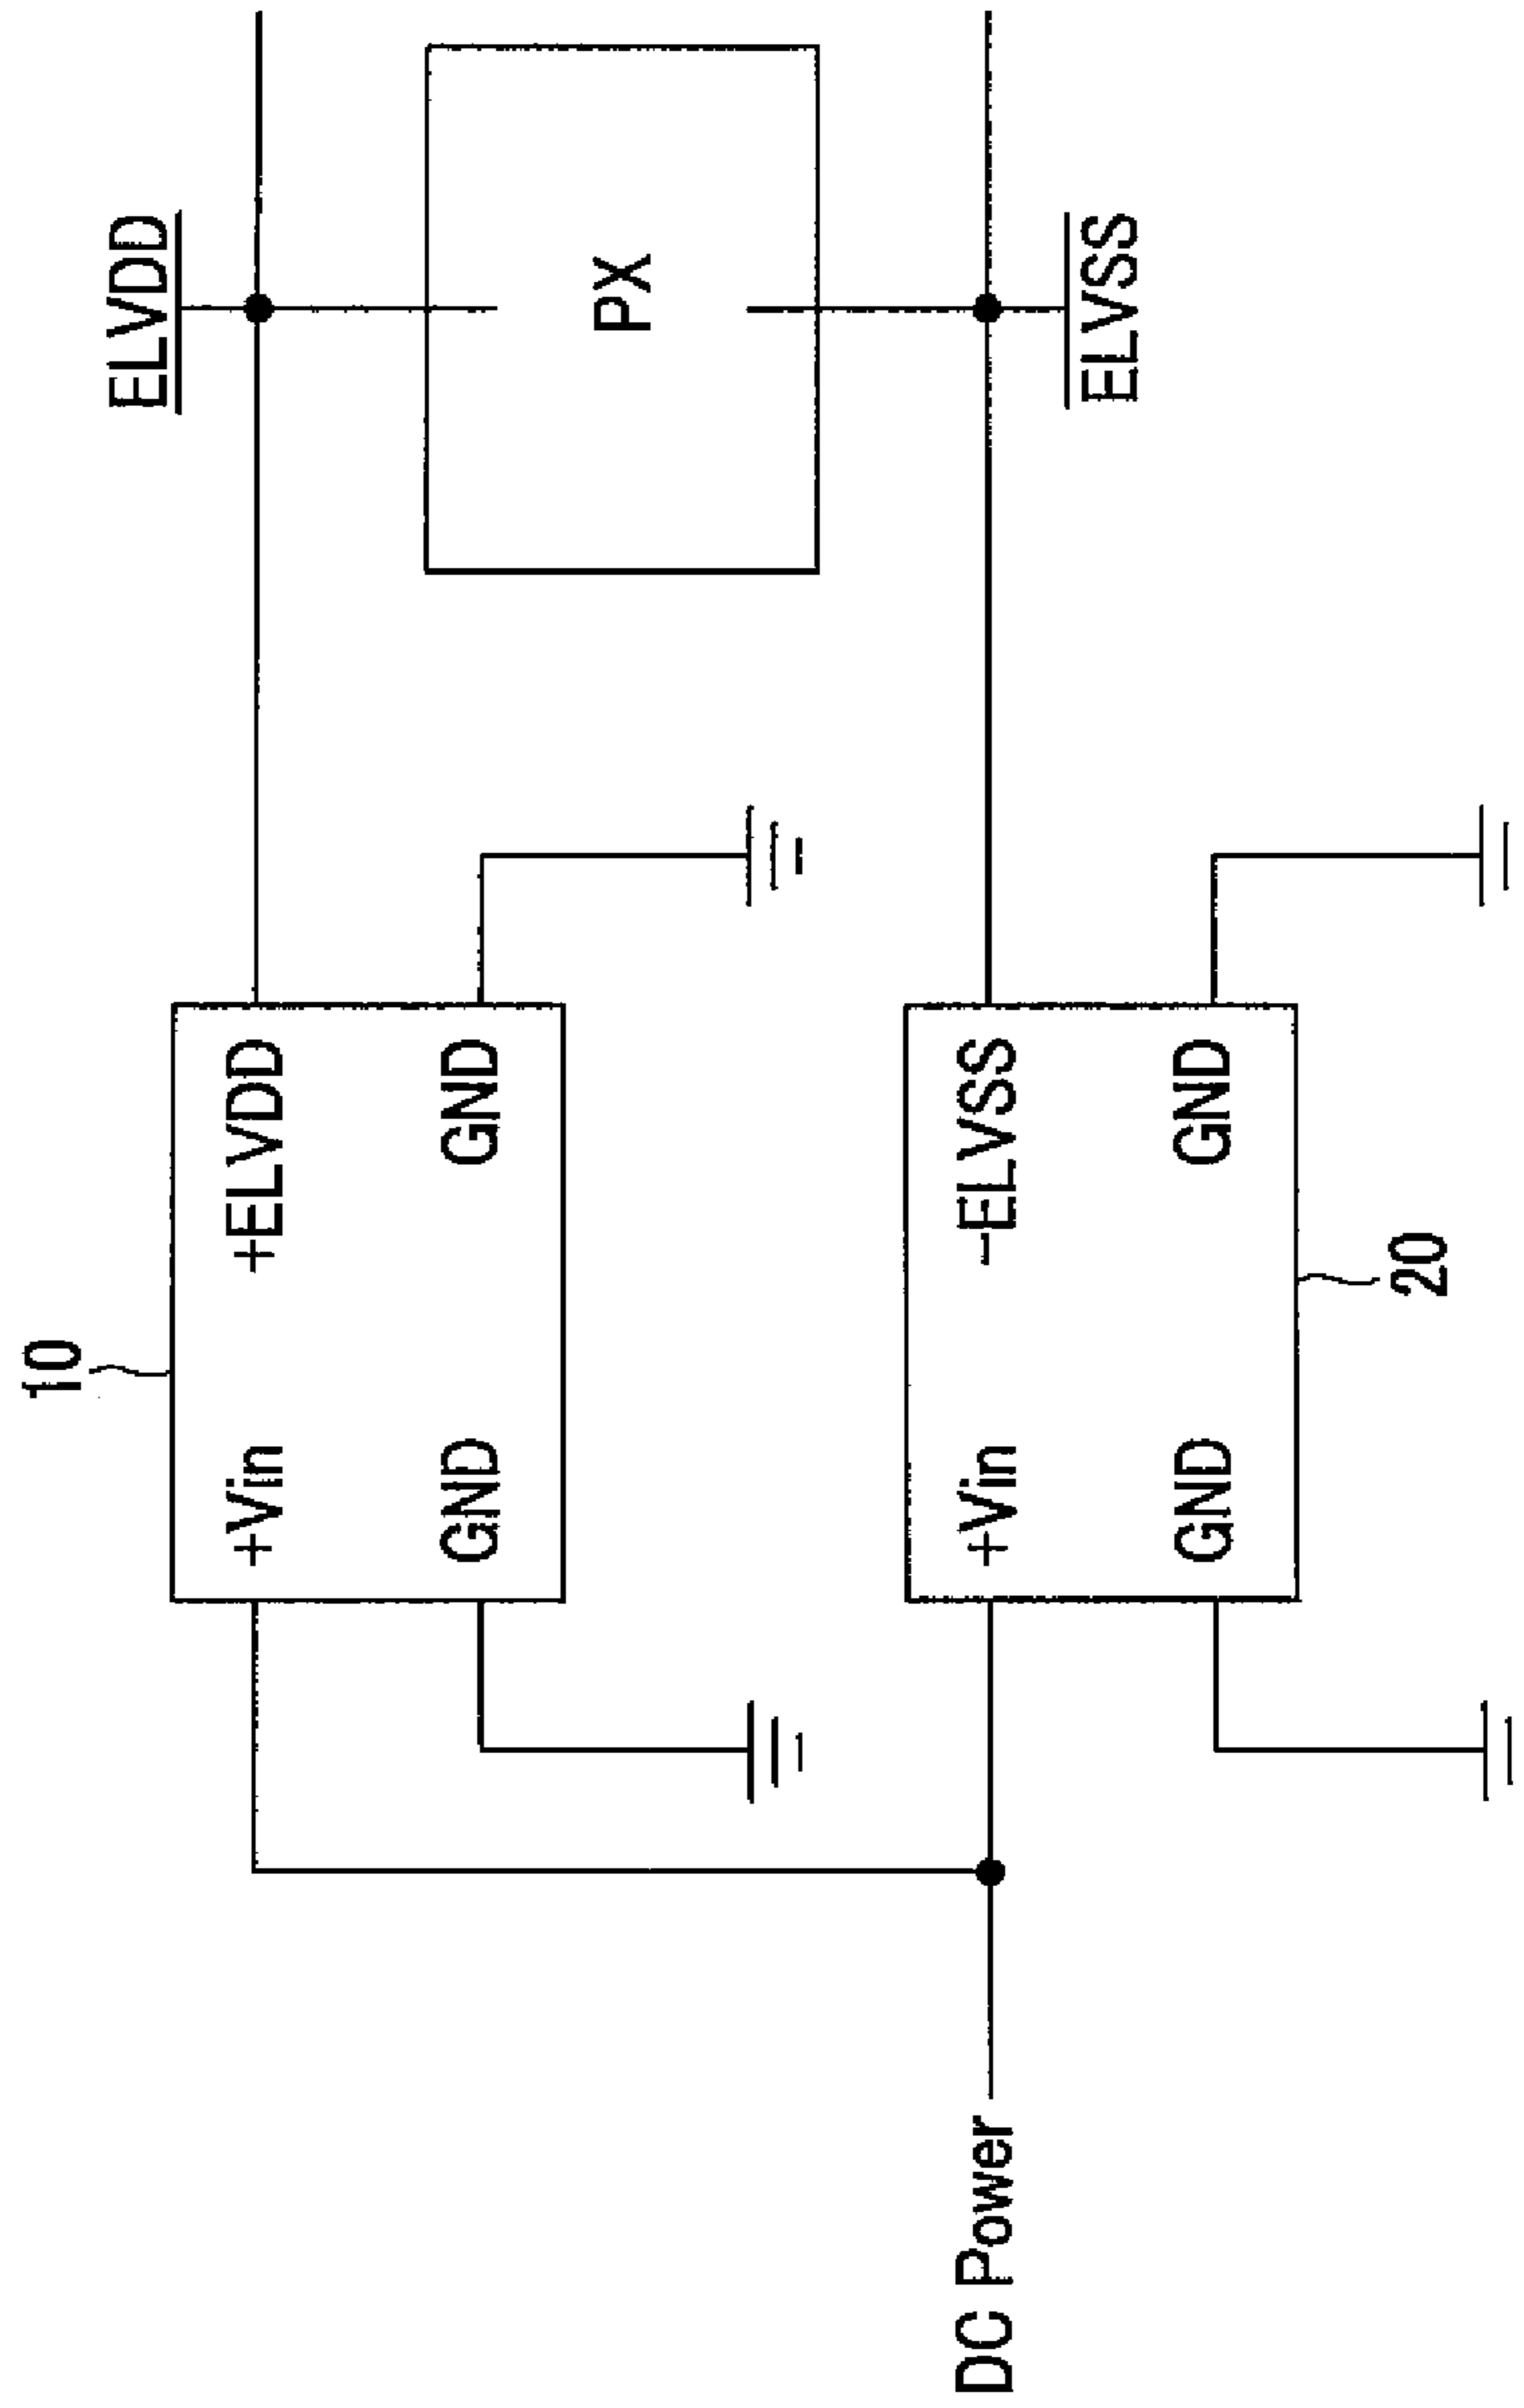 10
+Vin
+ELVDD
GND
GND
ELVDD
PX
ELVSS
DC Power
+Vin
-ELVSS
GND
GND
20